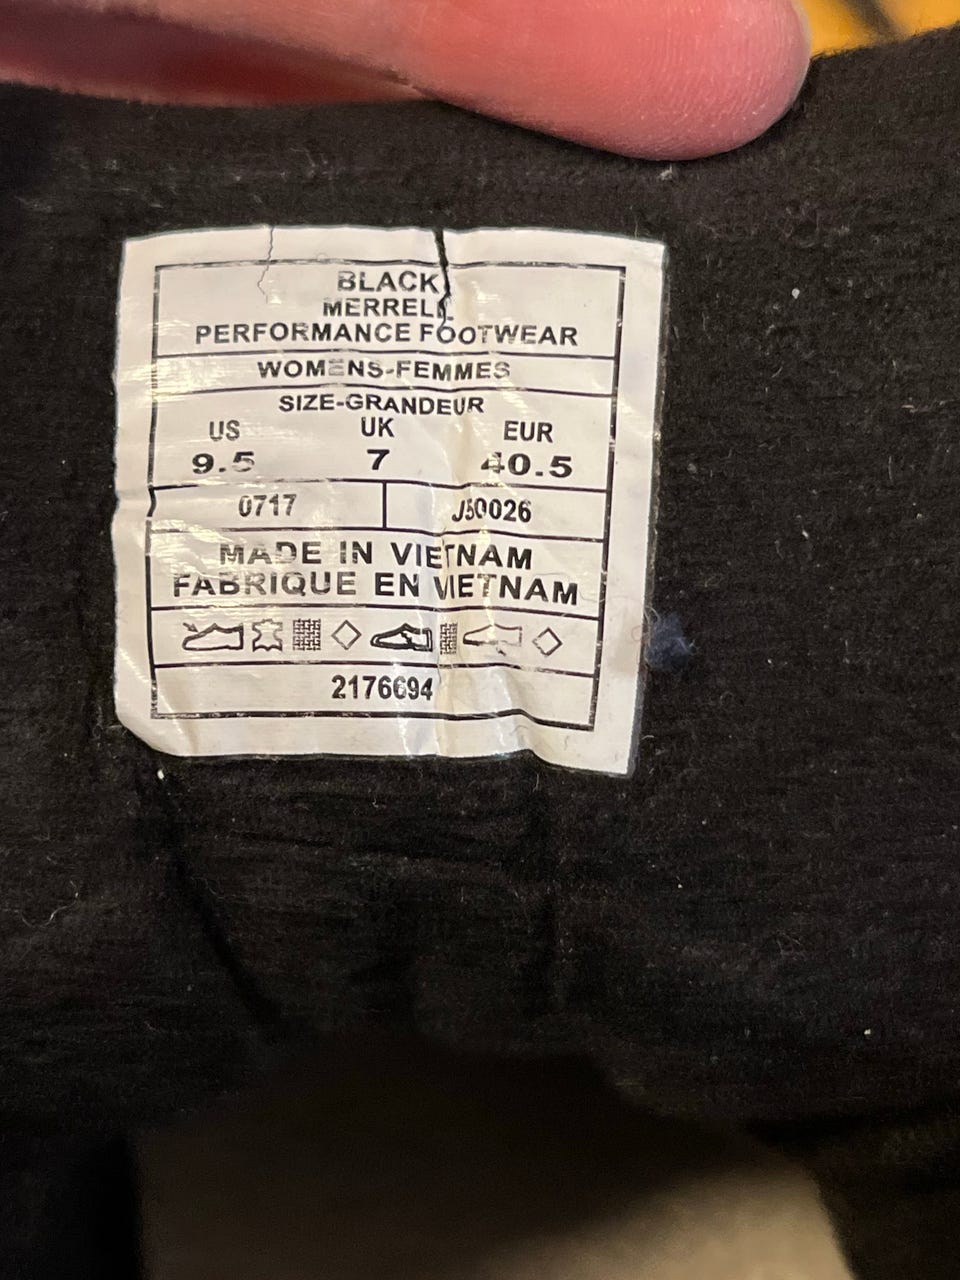 BLACK
MERRELL
PERFORMANCE FOOTWEAR
WOMENS-FEMMES
SIZE-GRANDEUR
US UK EUR
9.5 7 40.5
0717 J50026
MADE IN VIETNAM
FABRIQUE EN VIETNAM
2176694